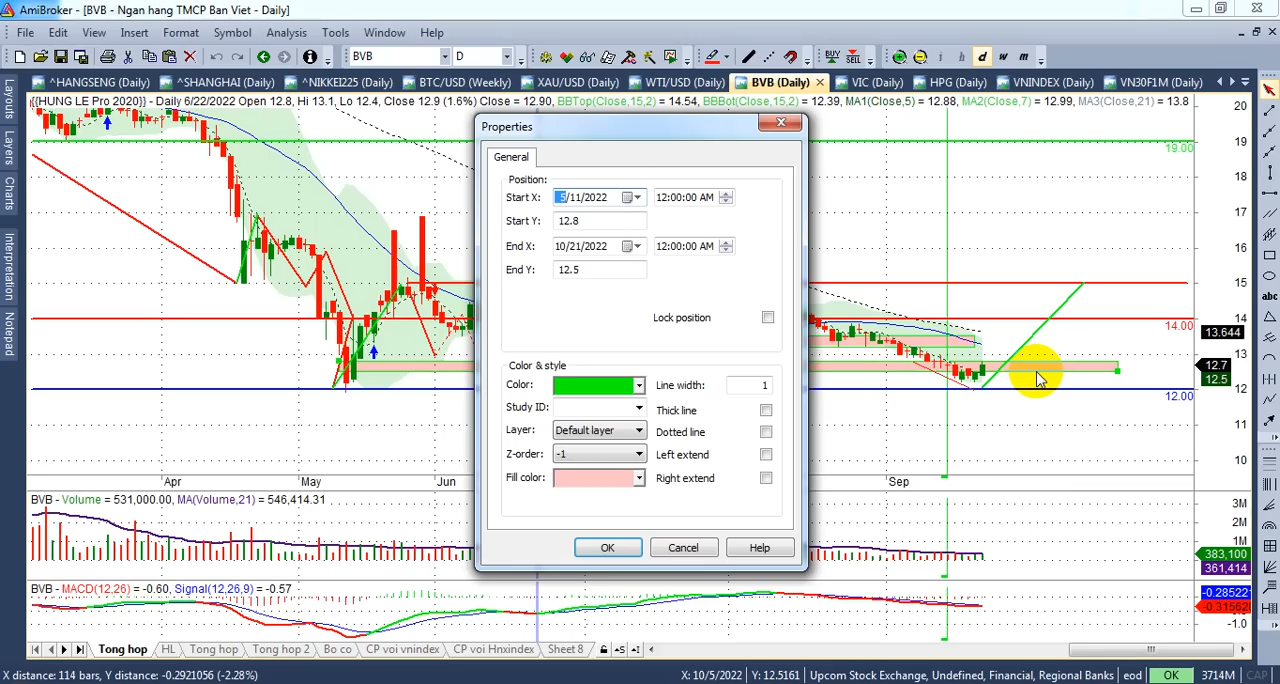 AmiBroker - [BVB - Ngan hang TMCP Ban Viet - Daily]
File Edit View Insert Format Symbol Analysis Tools Window Help
BVB D BUY SELL i h d w m
^HANGSENG (Daily) ^SHANGHAI (Daily) ^NIKKEI225 (Daily) BTC/USD (Weekly) XAU/USD (Daily) WTI/USD (Daily) BVB (Daily) VIC (Daily) HPG (Daily) VNINDEX (Daily) VN30F1M (Daily)
{{HUNG LE Pro 2020}} - Daily 6/22/2022 Open 12.8, Hi 13.1, Lo 12.4, Close 12.9 (1.6%) Close = 12.90, BBTop(Close,15,2) = 14.54, BBBot(Close,15,2) = 12.39, MA1(Close,5) = 12.88, MA2(Close,7) = 12.99, MA3(Close,21) = 13.8
Layouts
Layers
Charts
Interpretation
Notepad
abc
20
19
19.00
18
17
16
15
14
14.00
13.644
13
12.7
12.5
12
12.00
11
10
Properties
General
Position:
Start X: 5/11/2022 12:00:00 AM
Start Y: 12.8
End X: 10/21/2022 12:00:00 AM
End Y: 12.5
Lock position
Color & style
Color: Line width: 1
Study ID: Thick line
Layer: Default layer Dotted line
Z-order: -1 Left extend
Fill color: Right extend
OK Cancel Help
Apr May Jun Sep
BVB - Volume = 531,000.00, MA(Volume,21) = 546,414.31
3M
2M
1M
383,100
361,414
BVB - MACD(12,26) = -0.60, Signal(12,26,9) = -0.57
-0.28522
-0.31562
-1.0
Tong hop HL Tong hop Tong hop 2 Bo co CP voi vnindex CP voi Hnxindex Sheet 8
X distance: 114 bars, Y distance: -0.2921056 (-2.28%) X: 10/5/2022 Y: 12.5161 Upcom Stock Exchange, Undefined, Financial, Regional Banks eod OK 3714M CAP